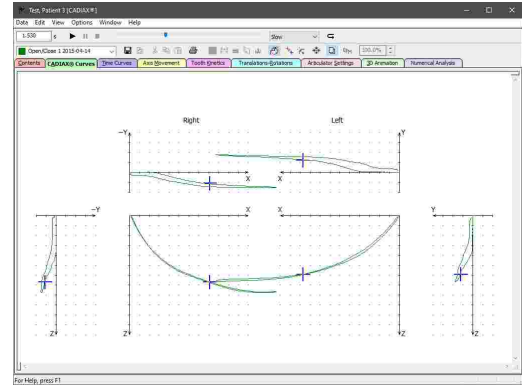 Test, Patient 3 [CADIAX®]
Data Edit View Options Window Help
1-530 s Slow
Open/Close 1 2015-04-14 100.0%
Contents CADIAX® Curves Time Curves Axis Movement Tooth Kinetics Translations-Rotations Articulator Settings 3D Animation Numerical Analysis
Right Left
-Y Y
X X
-Y X X Y
Z Z Z Z
For Help, press F1